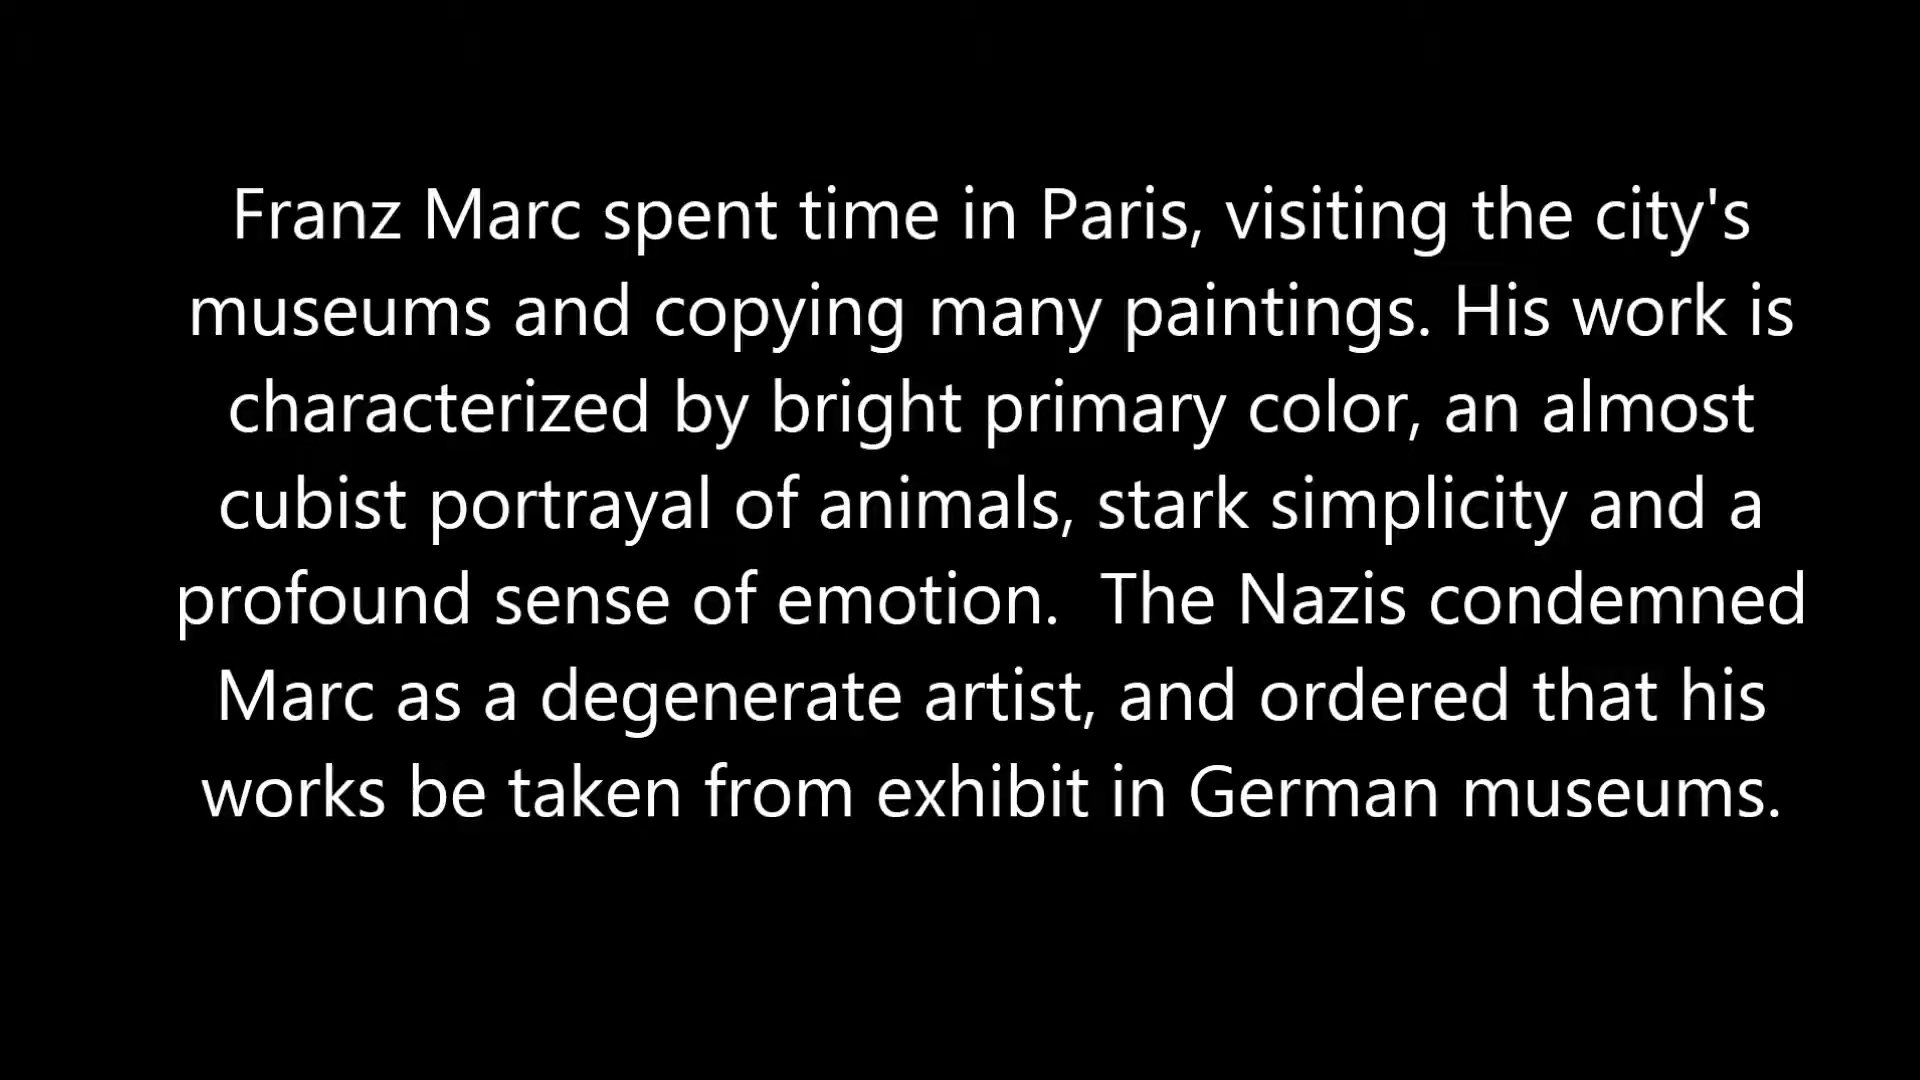 Franz Marc spent time in Paris, visiting the city's
museums and copying many paintings. His work is
characterized by bright primary color, an almost
cubist portrayal of animals, stark simplicity and a
profound sense of emotion.  The Nazis condemned
Marc as a degenerate artist, and ordered that his
works be taken from exhibit in German museums.